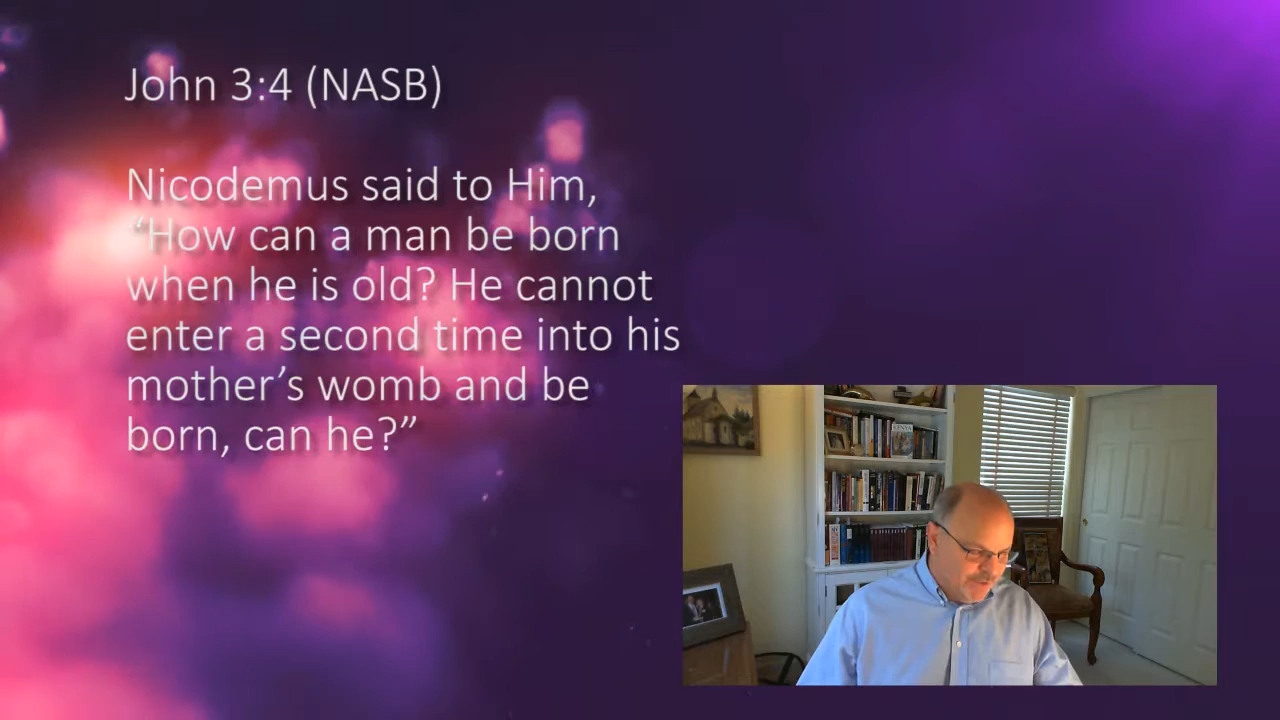 John 3:4 (NASB)
Nicodemus said to Him,
“How can a man be born
when he is old? He cannot
enter a second time into his
mother’s womb and be
born, can he?”